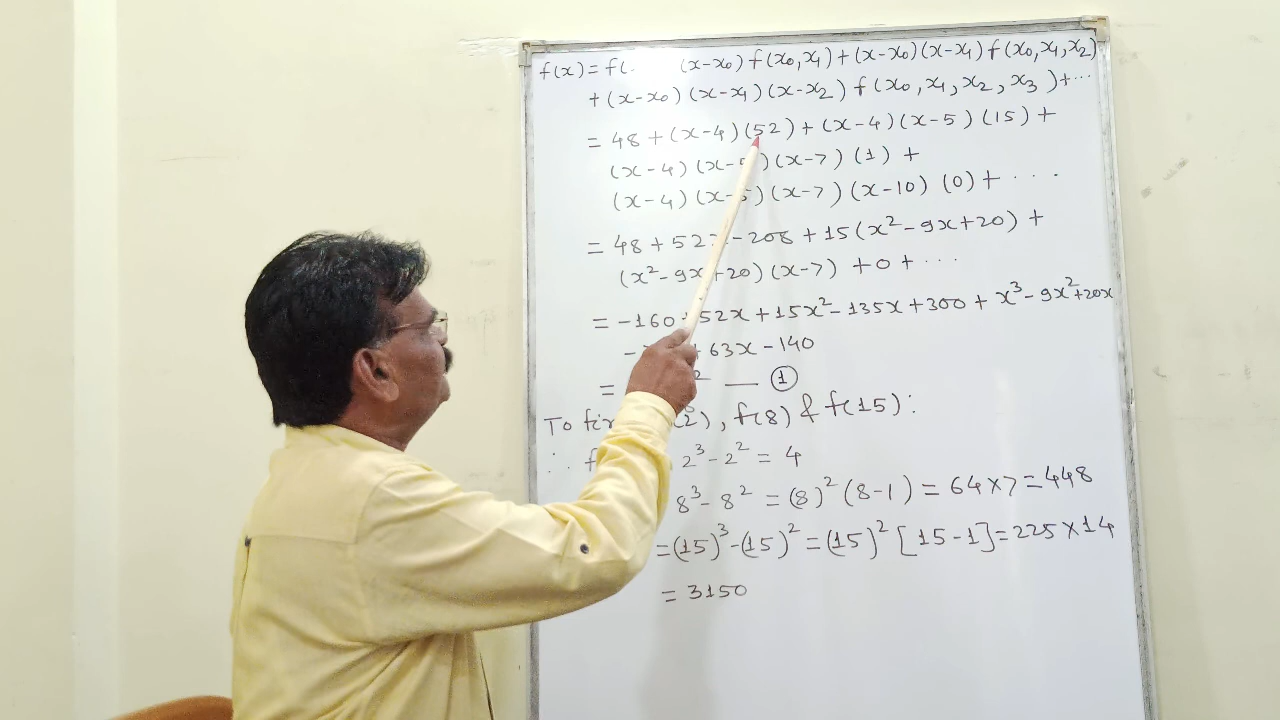 f(x) = f( (x-x₀) f(x₀,x₁) + (x-x₀)(x-x₁) f(x₀,x₁,x₂)
+ (x-x₀) (x-x₁) (x-x₂) f(x₀,x₁,x₂,x₃) + ...
= 48 + (x-4)(52) + (x-4)(x-5)(15) +
(x-4) (x-5)(x-7) (1) +
(x-4) (x-5)(x-7) (x-10) (0) + ....
= 48 + 52x - 208 + 15(x²-9x+20) +
(x²-9x+20)(x-7) + 0 + ...
= -160 + 52x + 15x² - 135x + 300 + x³ - 9x² + 20x
- + 63x - 140
= ² — ①
To (2), f(8) & f(15):
∴ f 2³-2² = 4
8³-8² = (8)²(8-1) = 64×7 = 448
= (15)³-(15)² = (15)² [15-1] = 225×14
= 3150